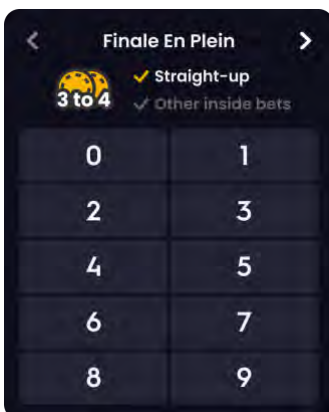 Finale En Plein
3 to 4
Straight-up
Other inside bets
0 1
2 3
4 5
6 7
8 9